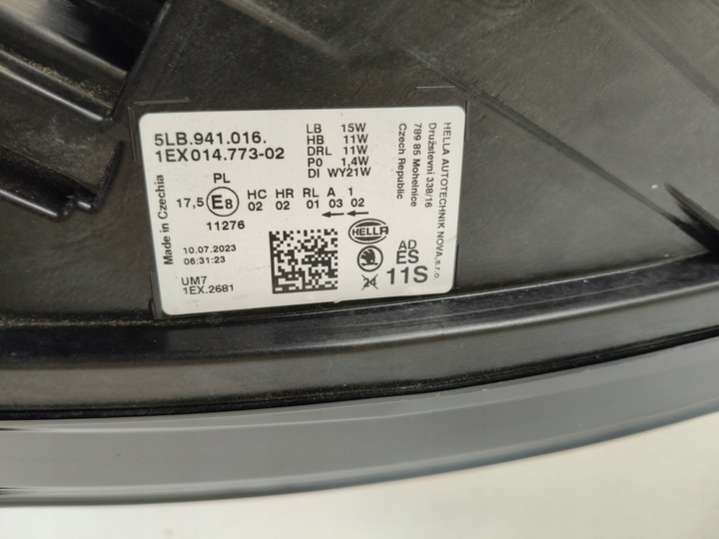 5LB.941.016.
1EX014.773-02
LB 15W
HB 11W
DRL 11W
P0 1,4W
DI WY21W
HELLA AUTOTECHNIK NOVA,s.r.o
Družstevní 338/16
789 85 Mohelnice
Czech Republic
Made in Czechia
PL
17,5 E8 HC HR RL A 1
02 02 01 03 02
11276
10.07.2023
06:31:23
UM7
1EX.2681
HELLA
AD
ES
11S